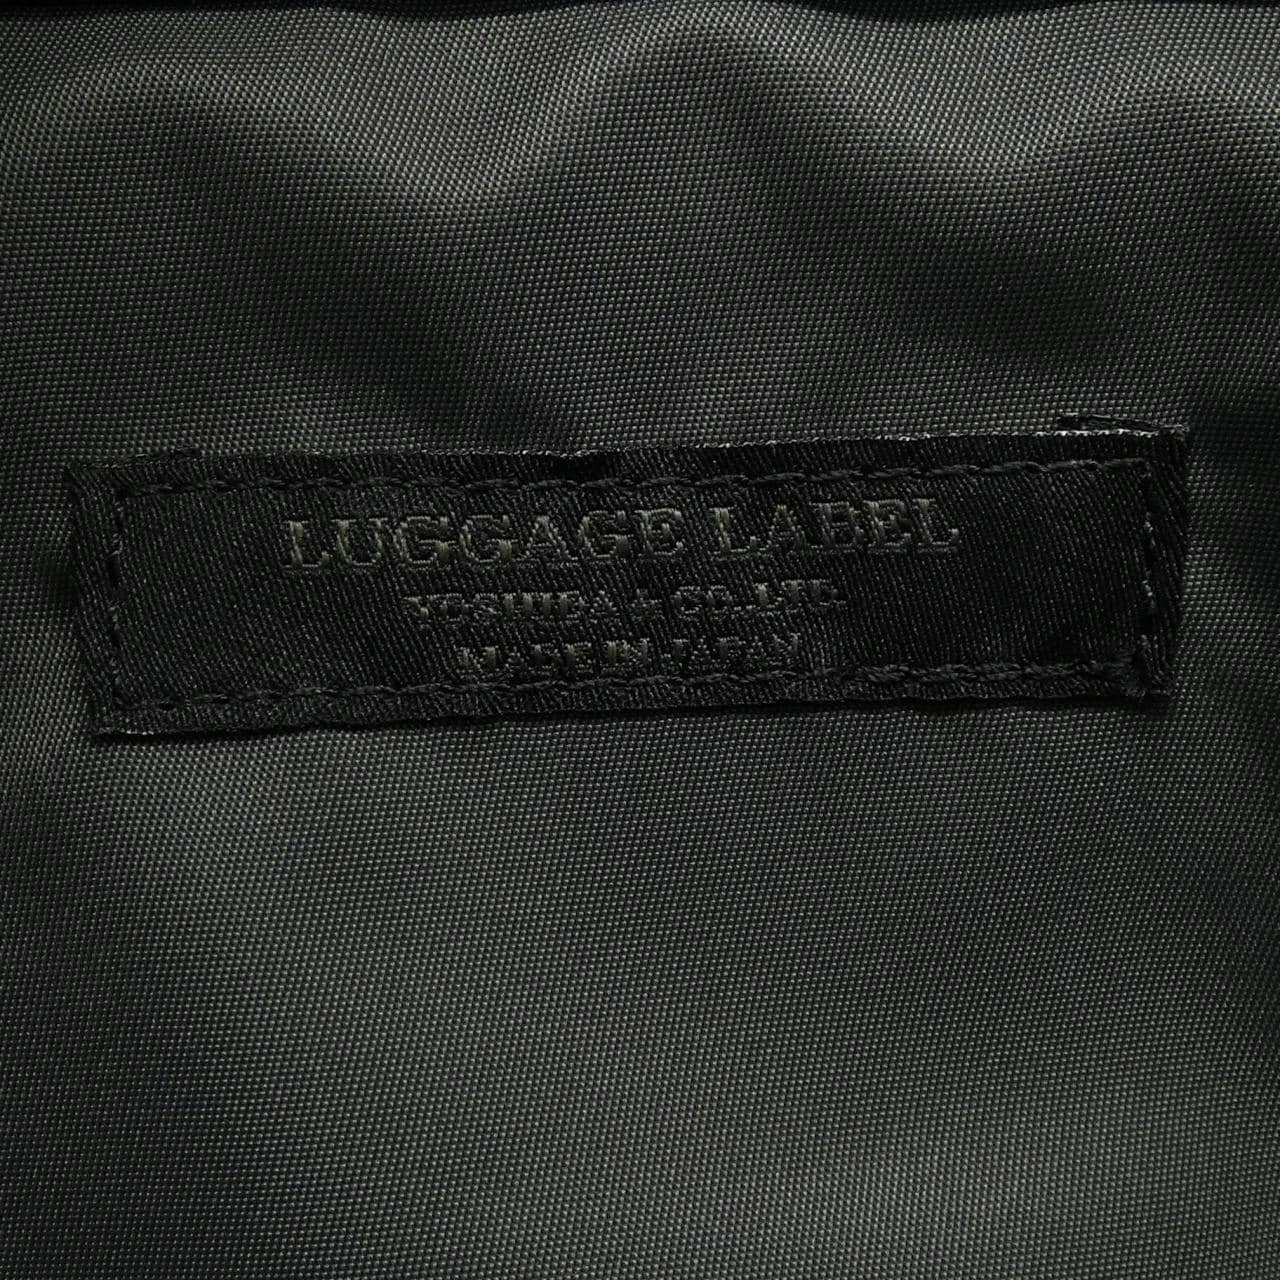 LUGGAGE LABEL
YOSHIDA & CO.,LTD.
MADE IN JAPAN